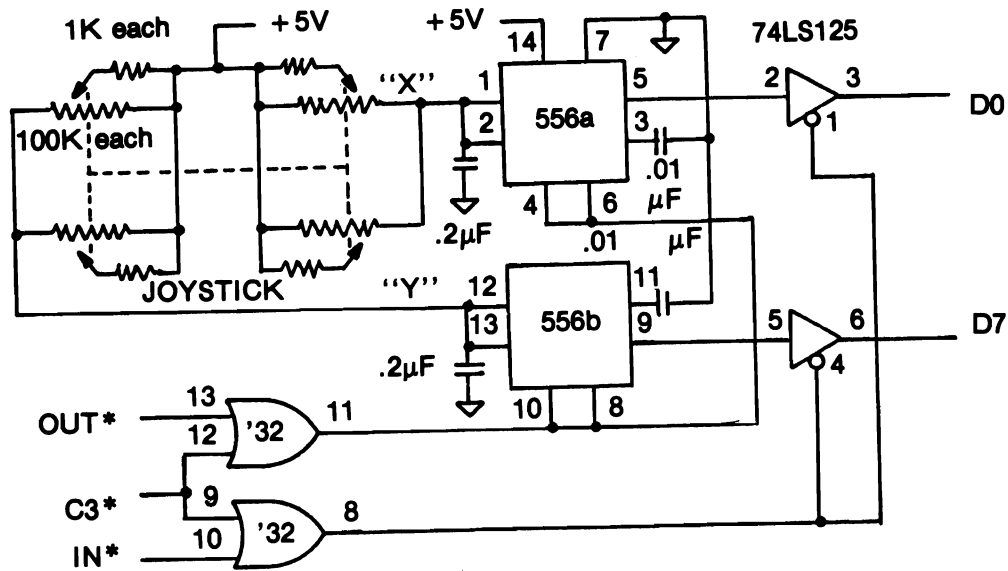 1K each
+5V
+5V
14
7
74LS125
"X"
1
2
556a
5
3
2
3
D0
1
100K each
.01
µF
4
6
.2µF
.01
µF
JOYSTICK
"Y"
12
13
556b
11
9
5
6
D7
4
.2µF
10
8
OUT*
13
12
'32
11
C3*
9
10
'32
8
IN*